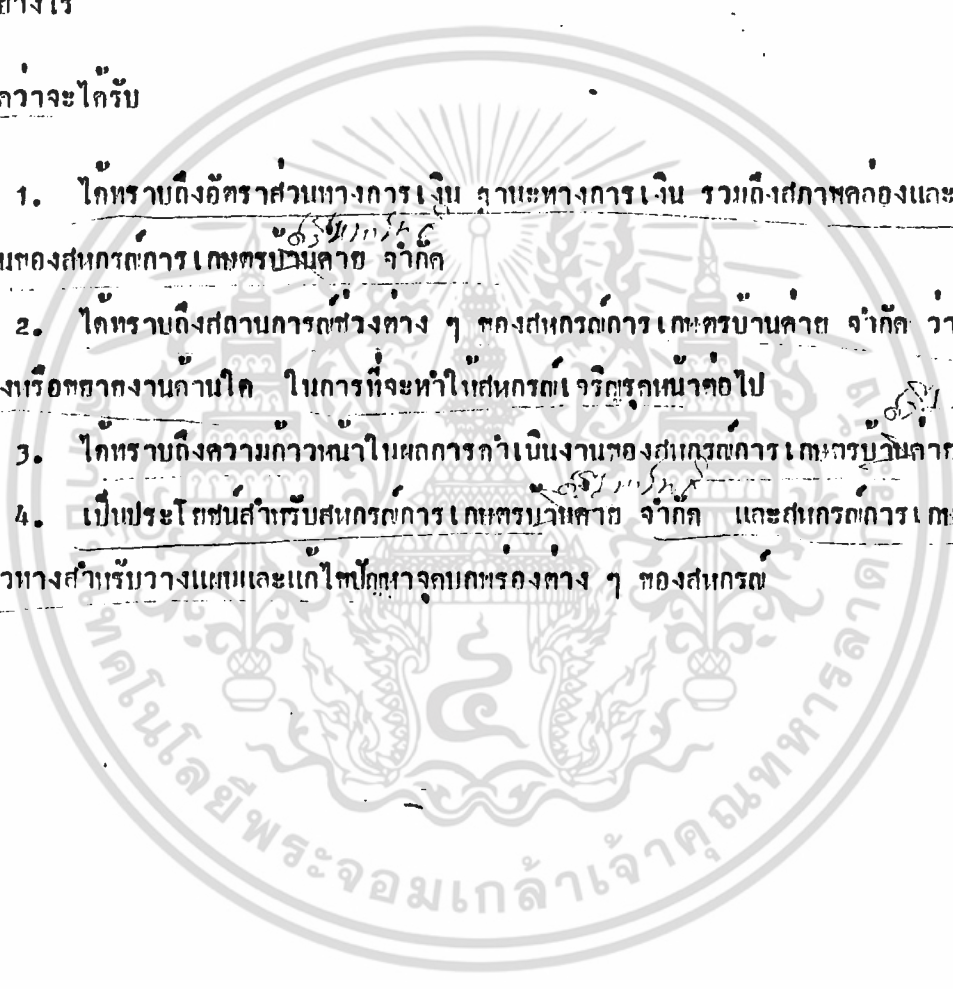 ย่างไร
ดว่าจะได้รับ
1. ได้ทราบถึงอัตราส่วนทางการเงิน ฐานะทางการเงิน รวมถึงสภาพคล่องและ
นของสหกรณ์การเกษตรบ้านค่าย จำกัด
2. ได้ทราบถึงสถานการณ์ช่วงต่าง ๆ ของสหกรณ์การเกษตรบ้านค่าย จำกัด ว่า
งหรือขยายงานด้านใด ในการที่จะทำให้สหกรณ์เจริญรุดหน้าต่อไป
3. ได้ทราบถึงความก้าวหน้าในผลการดำเนินงานของสหกรณ์การเกษตรบ้านค่าย
4. เป็นประโยชน์สำหรับสหกรณ์การเกษตรบ้านค่าย จำกัด และสหกรณ์การเกษ
วทางสำหรับวางแผนและแก้ไขปัญหาจุดบกพร่องต่าง ๆ ของสหกรณ์
ทคโนโลยีพระจอมเกล้าเจ้าคุณทหารลาด